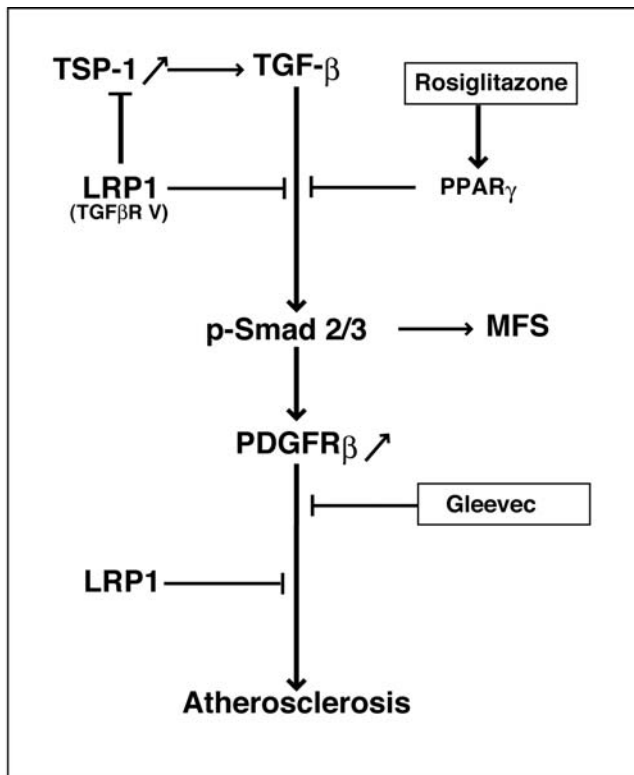 TSP-1 ↗ → TGF-β
Rosiglitazone
LRP1
(TGFβR V)
PPARγ
p-Smad 2/3 → MFS
PDGFRβ ↗
Gleevec
LRP1
Atherosclerosis